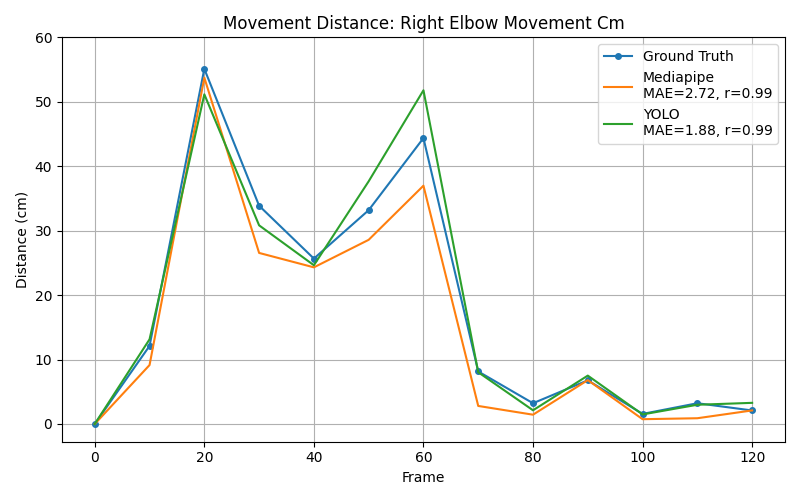 Movement Distance: Right Elbow Movement Cm
Ground Truth
Mediapipe
MAE=2.72, r=0.99
YOLO
MAE=1.88, r=0.99
Distance (cm)
60
50
40
30
20
10
0
0 20 40 60 80 100 120
Frame